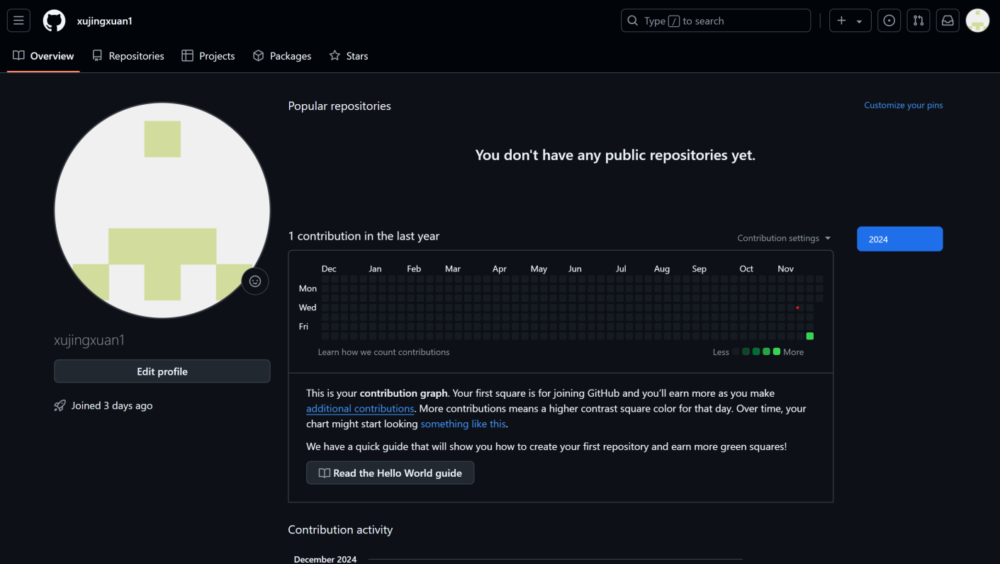 xujingxuan1
Type / to search
Overview
Repositories
Projects
Packages
Stars
xujingxuan1
Edit profile
Joined 3 days ago
Popular repositories
Customize your pins
You don't have any public repositories yet.
1 contribution in the last year
Contribution settings
2024
Dec Jan Feb Mar Apr May Jun Jul Aug Sep Oct Nov
Mon
Wed
Fri
Learn how we count contributions
Less More
This is your contribution graph. Your first square is for joining GitHub and you'll earn more as you make
additional contributions. More contributions means a higher contrast square color for that day. Over time, your
chart might start looking something like this.
We have a quick guide that will show you how to create your first repository and earn more green squares!
Read the Hello World guide
Contribution activity
December 2024